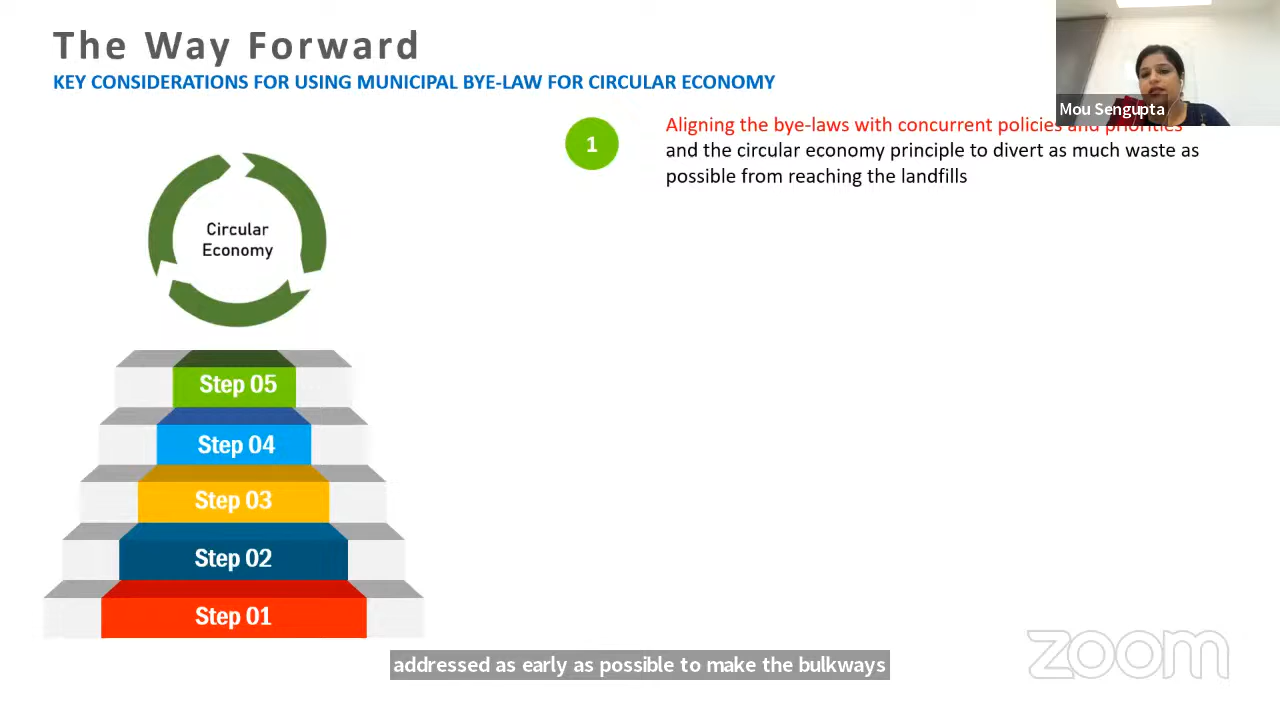 The Way Forward
KEY CONSIDERATIONS FOR USING MUNICIPAL BYE-LAW FOR CIRCULAR ECONOMY
Mou Sengupta
1
Aligning the bye-laws with concurrent policies and priorities
and the circular economy principle to divert as much waste as
possible from reaching the landfills
Circular
Economy
Step 05
Step 04
Step 03
Step 02
Step 01
addressed as early as possible to make the bulkways
zoom